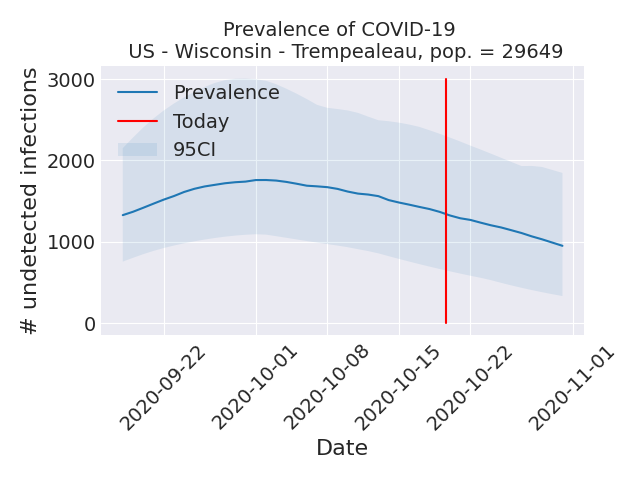 Prevalence of COVID-19
US - Wisconsin - Trempealeau, pop. = 29649
# undetected infections
3000
2000
1000
0
Prevalence
Today
95CI
2020-09-22
2020-10-01
2020-10-08
2020-10-15
2020-10-22
2020-11-01
Date